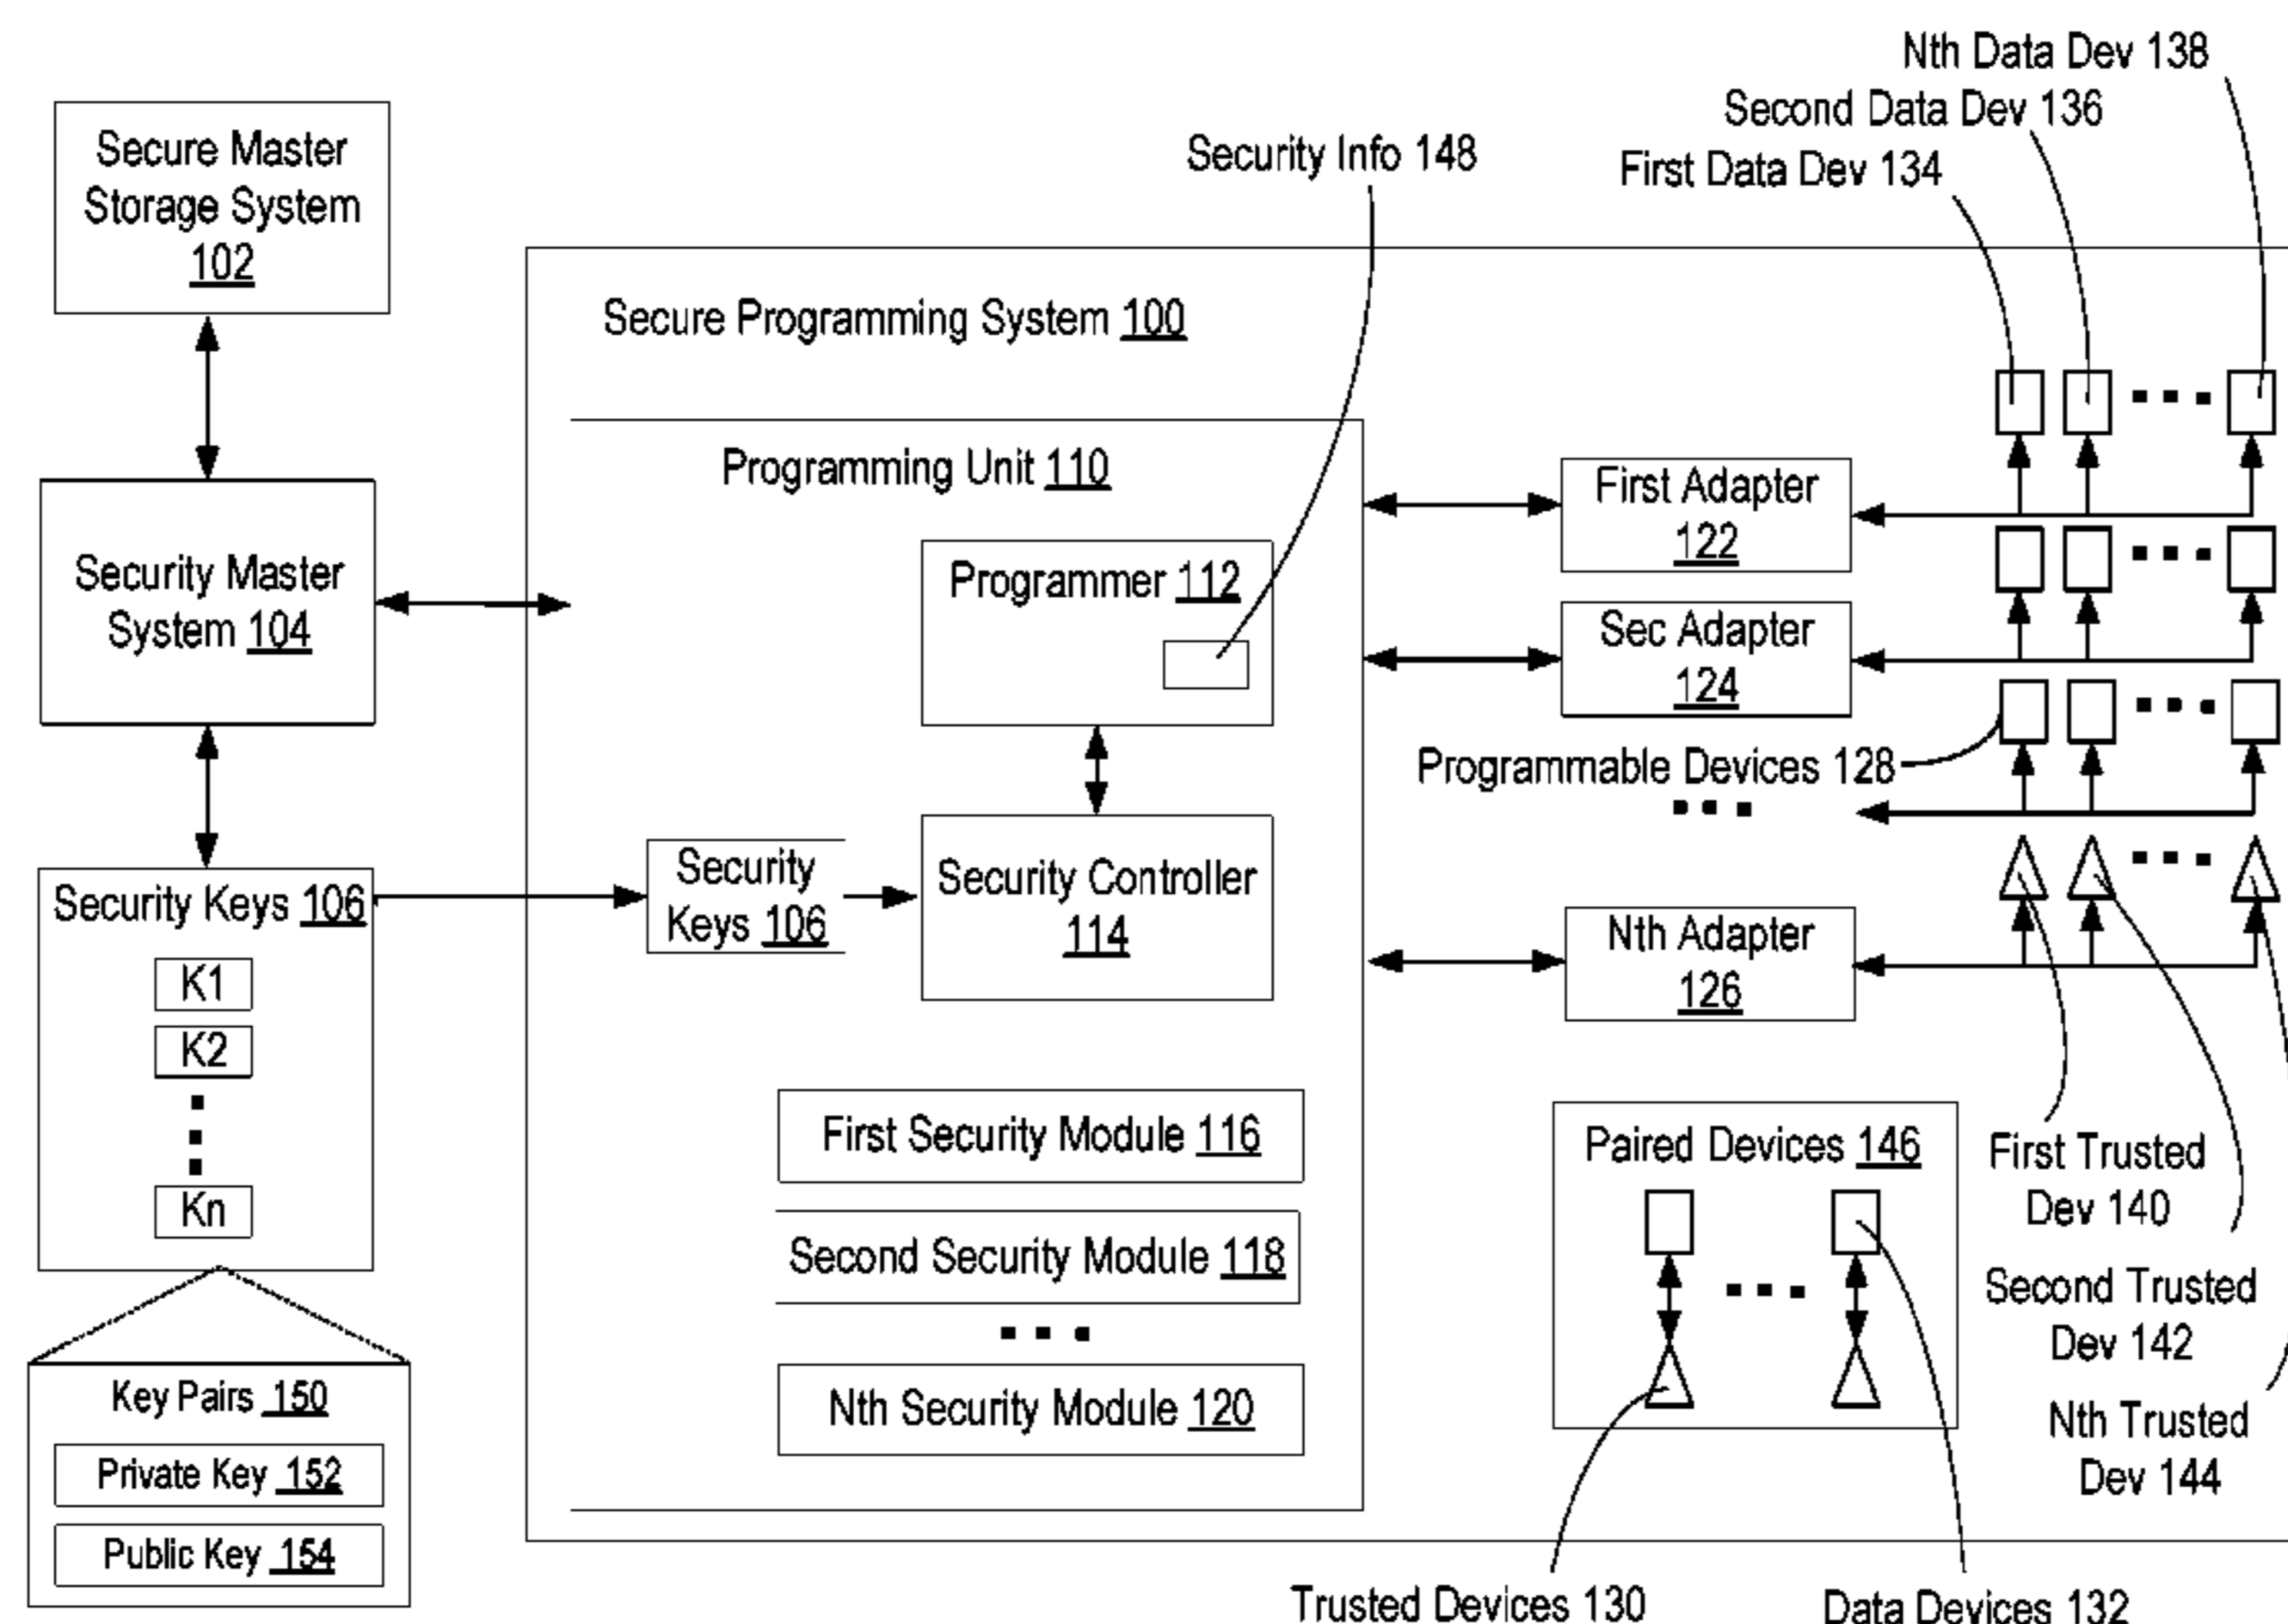 Nth Data Dev 138
Second Data Dev 136
First Data Dev 134
Security Info 148
Secure Master
Storage System
102
Secure Programming System 100
Programming Unit 110
First Adapter
122
Security Master
System 104
Programmer 112
Sec Adapter
124
Programmable Devices 128
Security Keys 106
K1
K2
Kn
Security
Keys 106
Security Controller
114
Nth Adapter
126
First Security Module 116
Second Security Module 118
Nth Security Module 120
Paired Devices 146
First Trusted
Dev 140
Second Trusted
Dev 142
Nth Trusted
Dev 144
Key Pairs 150
Private Key 152
Public Key 154
Trusted Devices 130
Data Devices 132